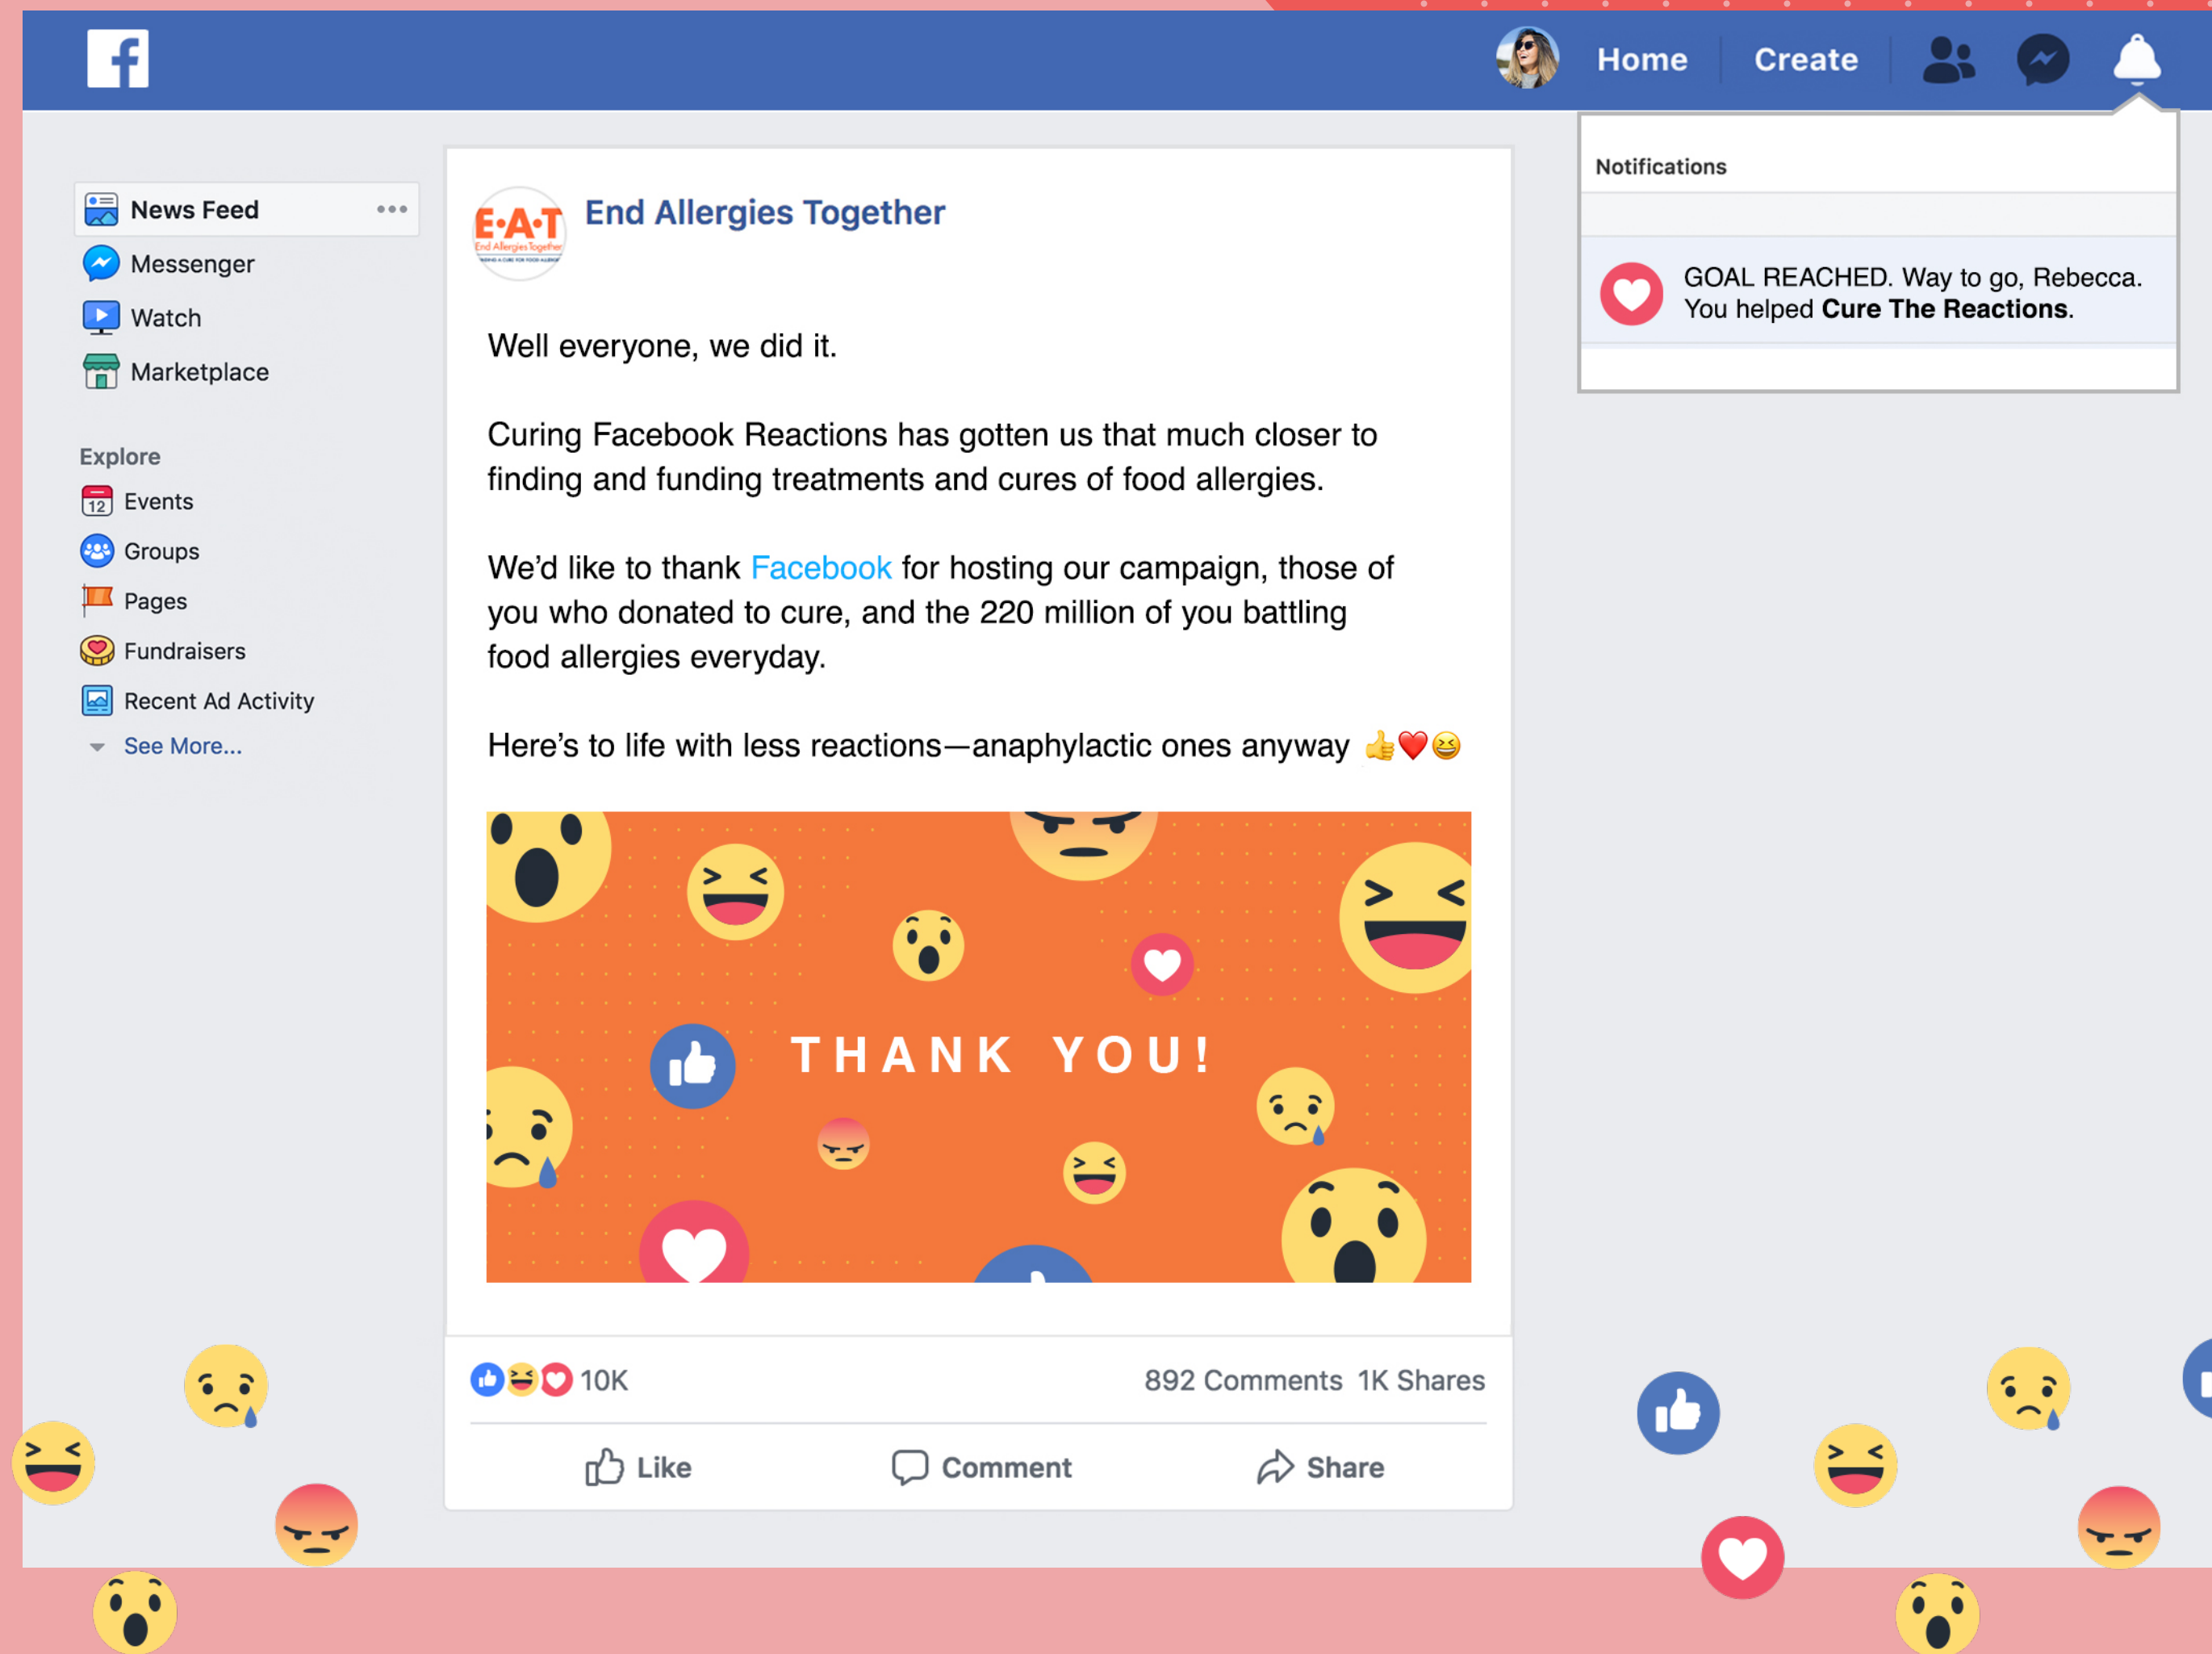 Home
Create
News Feed
Messenger
Watch
Marketplace
Explore
12
Events
Groups
Pages
Fundraisers
Recent Ad Activity
See More...
E•A•T
End Allergies Together
FINDING A CURE FOR FOOD ALLERGIES
End Allergies Together
Well everyone, we did it.
Curing Facebook Reactions has gotten us that much closer to
finding and funding treatments and cures of food allergies.
We’d like to thank Facebook for hosting our campaign, those of
you who donated to cure, and the 220 million of you battling
food allergies everyday.
Here’s to life with less reactions—anaphylactic ones anyway 👍❤️😆
THANK YOU!
10K
892 Comments 1K Shares
Like
Comment
Share
Notifications
GOAL REACHED. Way to go, Rebecca.
You helped Cure The Reactions.